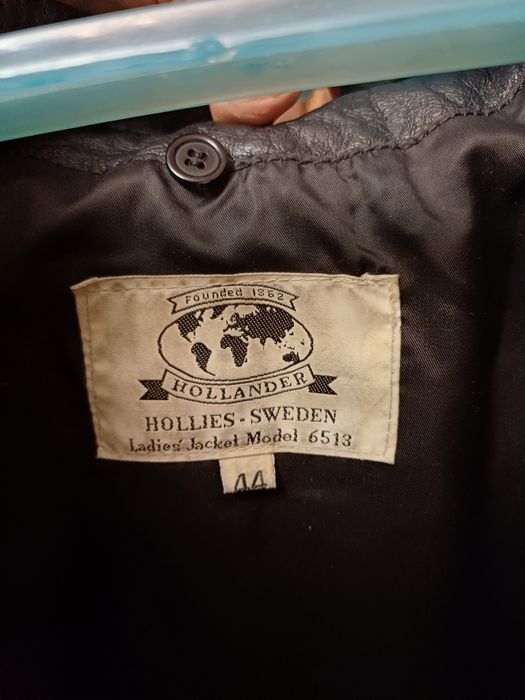 Founded 1862
HOLLANDER
HOLLIES-SWEDEN
Ladies' Jacket Model 6513
44